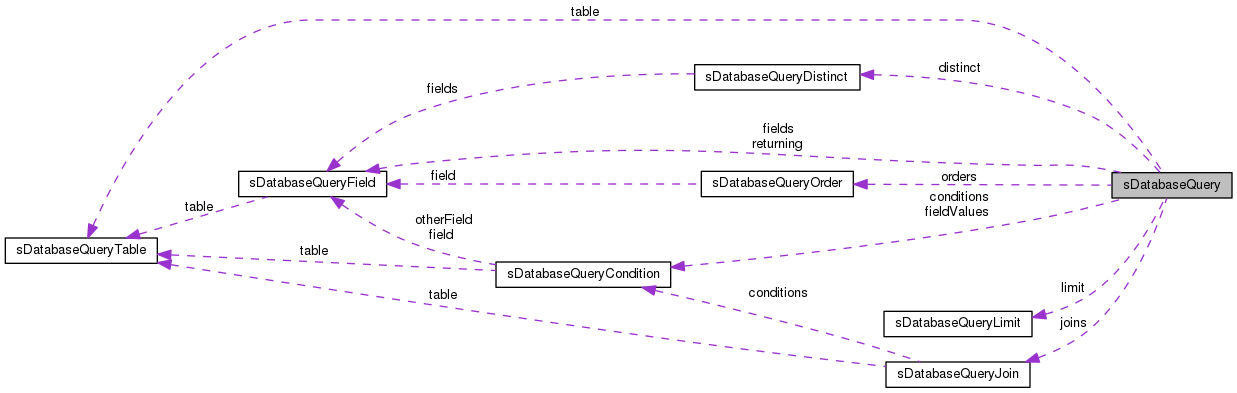 table
distinct
sDatabaseQueryDistinct
fields
fields
returning
sDatabaseQueryField
field
sDatabaseQueryOrder
orders
sDatabaseQuery
conditions
fieldValues
table
otherField
field
sDatabaseQueryTable
table
sDatabaseQueryCondition
table
conditions
limit
sDatabaseQueryLimit
joins
sDatabaseQueryJoin